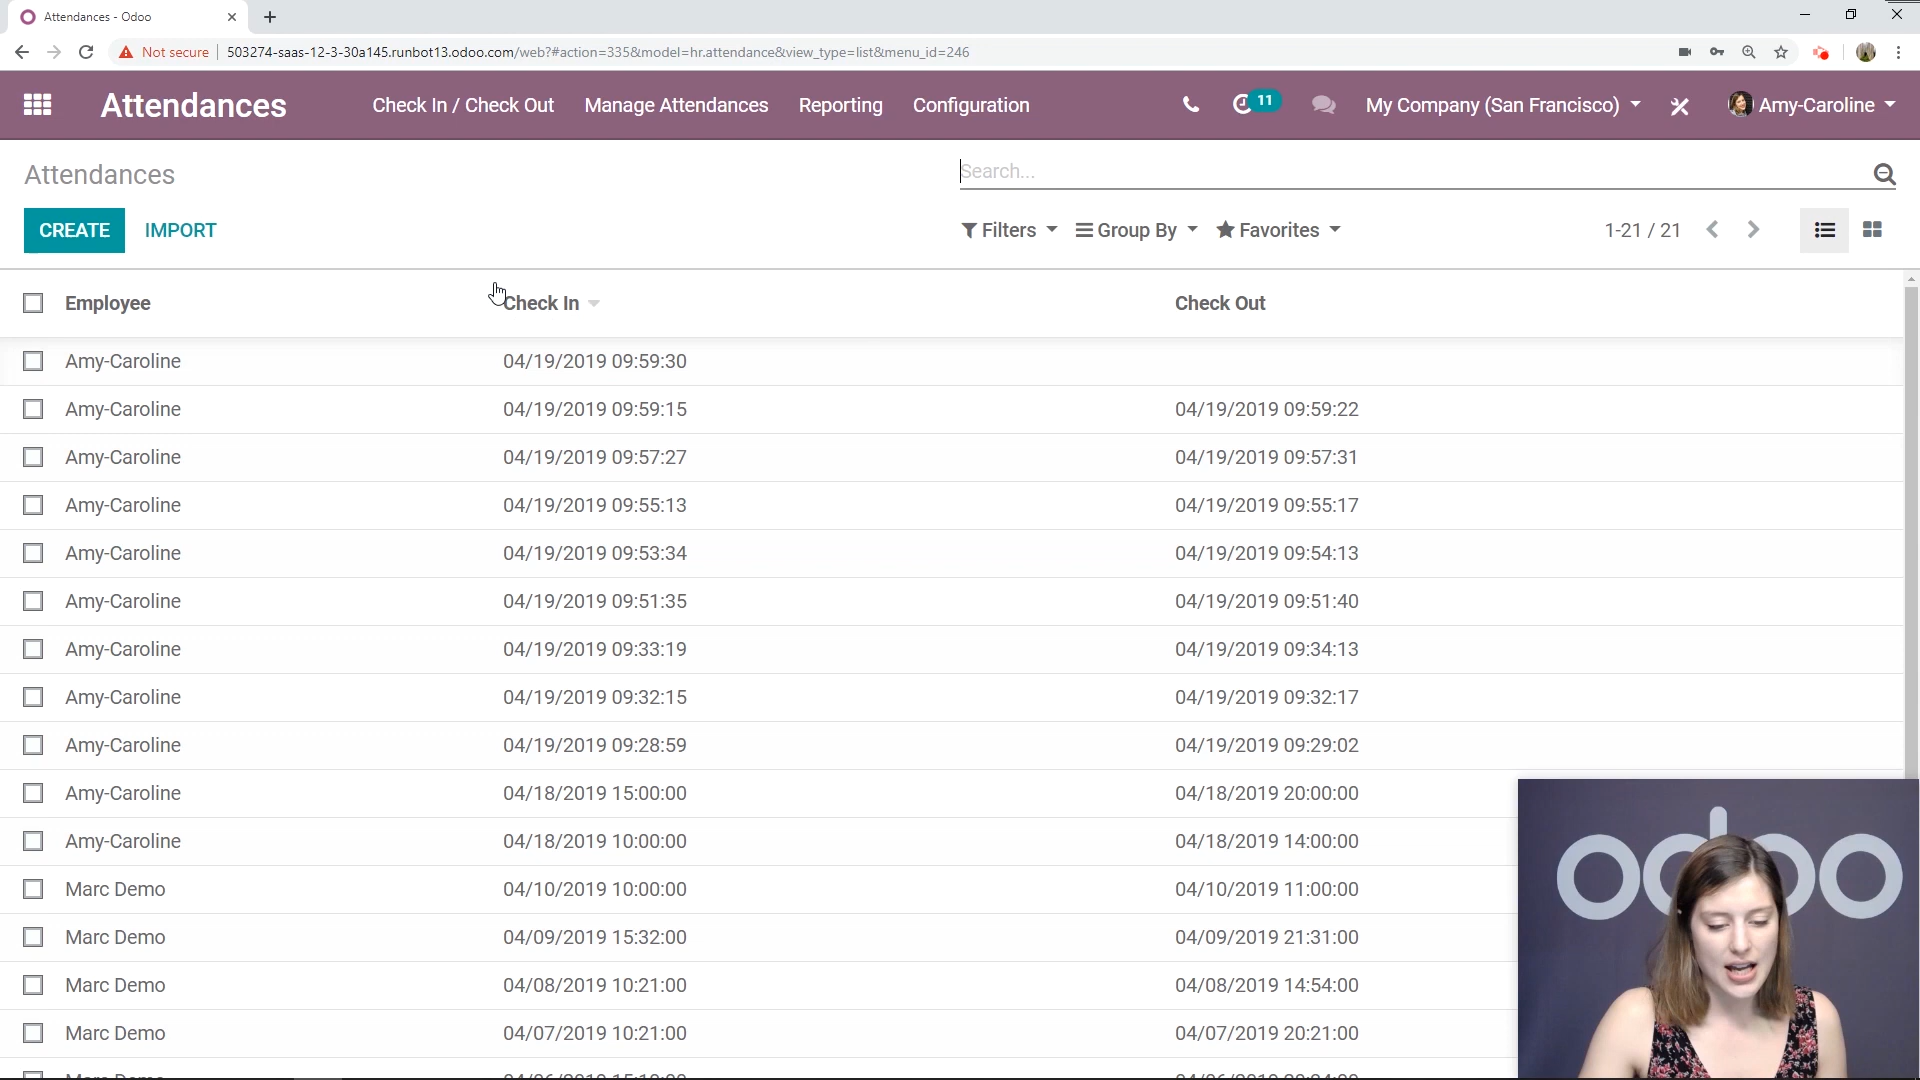 Attendances - Odoo
Not secure 503274-saas-12-3-30a145.runbot13.odoo.com/web?#action=335&model=hr.attendance&view_type=list&menu_id=246
Attendances Check In / Check Out Manage Attendances Reporting Configuration 11 My Company (San Francisco) Amy-Caroline
Attendances Search...
CREATE IMPORT Filters Group By Favorites 1-21 / 21
Employee Check In Check Out
Amy-Caroline 04/19/2019 09:59:30
Amy-Caroline 04/19/2019 09:59:15 04/19/2019 09:59:22
Amy-Caroline 04/19/2019 09:57:27 04/19/2019 09:57:31
Amy-Caroline 04/19/2019 09:55:13 04/19/2019 09:55:17
Amy-Caroline 04/19/2019 09:53:34 04/19/2019 09:54:13
Amy-Caroline 04/19/2019 09:51:35 04/19/2019 09:51:40
Amy-Caroline 04/19/2019 09:33:19 04/19/2019 09:34:13
Amy-Caroline 04/19/2019 09:32:15 04/19/2019 09:32:17
Amy-Caroline 04/19/2019 09:28:59 04/19/2019 09:29:02
Amy-Caroline 04/18/2019 15:00:00 04/18/2019 20:00:00
Amy-Caroline 04/18/2019 10:00:00 04/18/2019 14:00:00
Marc Demo 04/10/2019 10:00:00 04/10/2019 11:00:00
Marc Demo 04/09/2019 15:32:00 04/09/2019 21:31:00
Marc Demo 04/08/2019 10:21:00 04/08/2019 14:54:00
Marc Demo 04/07/2019 10:21:00 04/07/2019 20:21:00
odoo